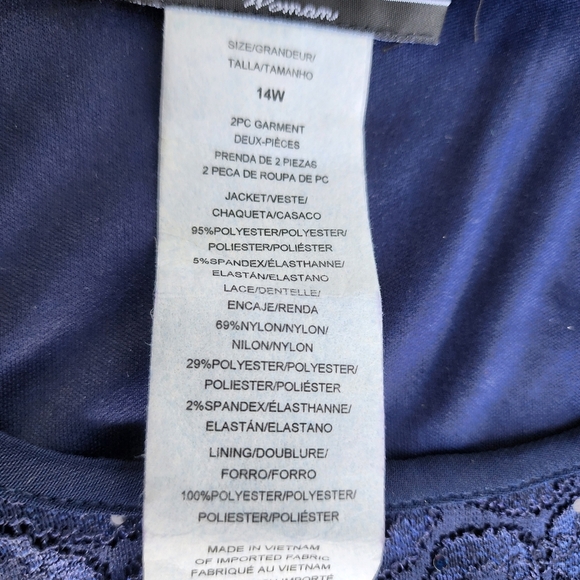 Woman
SIZE/GRANDEUR/
TALLA/TAMANHO
14W
2PC GARMENT
DEUX-PIÈCES
PRENDA DE 2 PIEZAS
2 PECA DE ROUPA DE PC
JACKET/VESTE/
CHAQUETA/CASACO
95%POLYESTER/POLYESTER/
POLIESTER/POLIÉSTER
5%SPANDEX/ÉLASTHANNE/
ELASTÁN/ELASTANO
LACE/DENTELLE/
ENCAJE/RENDA
69%NYLON/NYLON/
NILON/NYLON
29%POLYESTER/POLYESTER/
POLIESTER/POLIÉSTER
2%SPANDEX/ÉLASTHANNE/
ELASTÁN/ELASTANO
LINING/DOUBLURE/
FORRO/FORRO
100%POLYESTER/POLYESTER/
POLIESTER/POLIÉSTER
MADE IN VIETNAM
OF IMPORTED FABRIC
FABRIQUÉ AU VIETNAM